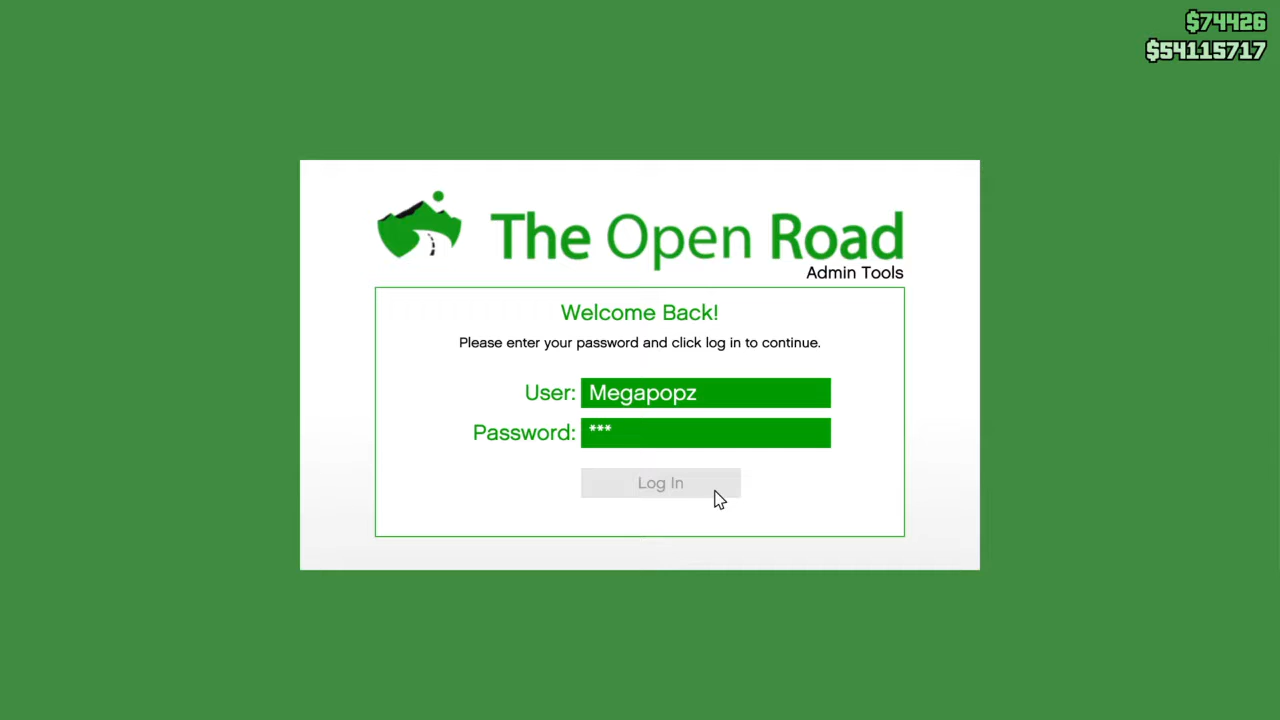 $74426
$54115717
The Open Road
Admin Tools
Welcome Back!
Please enter your password and click log in to continue.
User: Megapopz
Password: ***
Log In